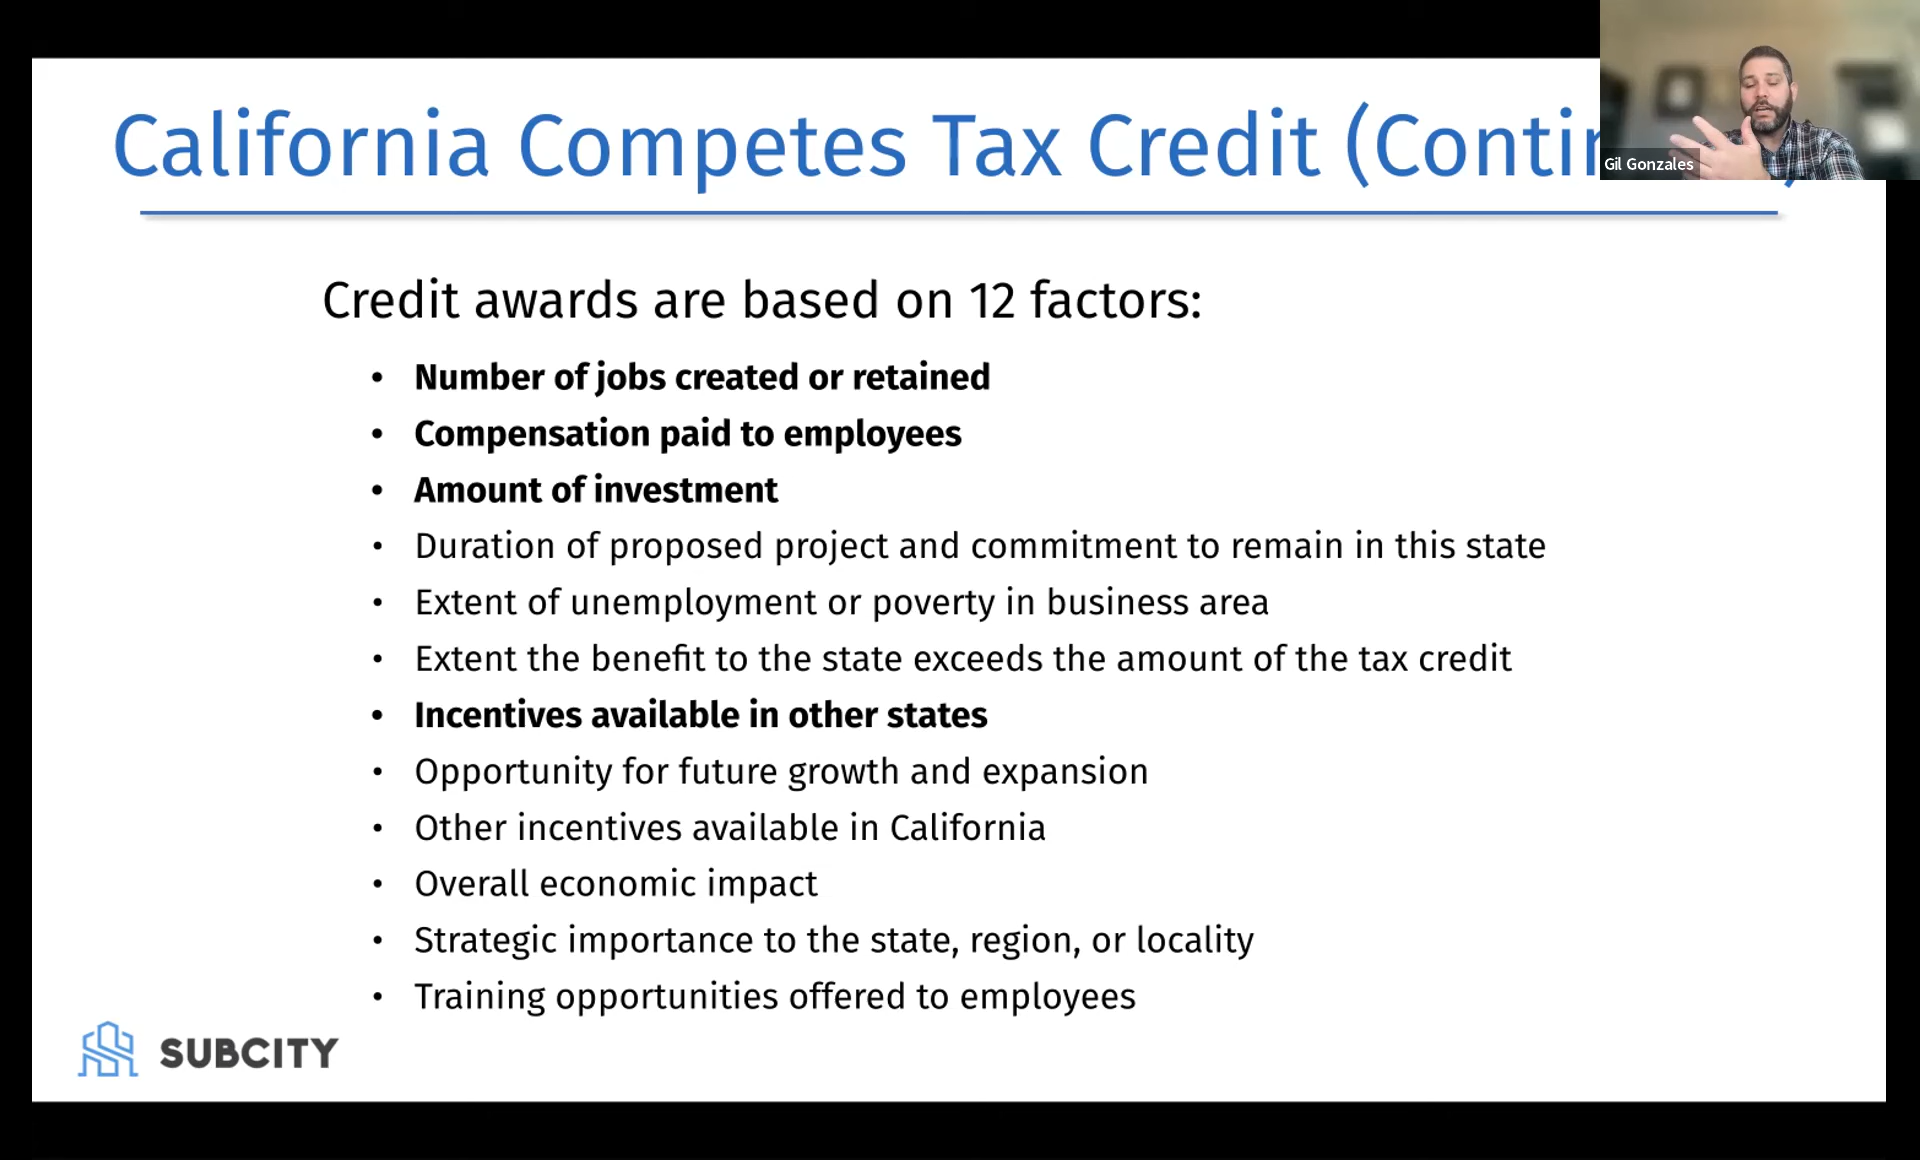 California Competes Tax Credit (Contin
Gil Gonzales
Credit awards are based on 12 factors:
• Number of jobs created or retained
• Compensation paid to employees
• Amount of investment
• Duration of proposed project and commitment to remain in this state
• Extent of unemployment or poverty in business area
• Extent the benefit to the state exceeds the amount of the tax credit
• Incentives available in other states
• Opportunity for future growth and expansion
• Other incentives available in California
• Overall economic impact
• Strategic importance to the state, region, or locality
• Training opportunities offered to employees
SUBCITY